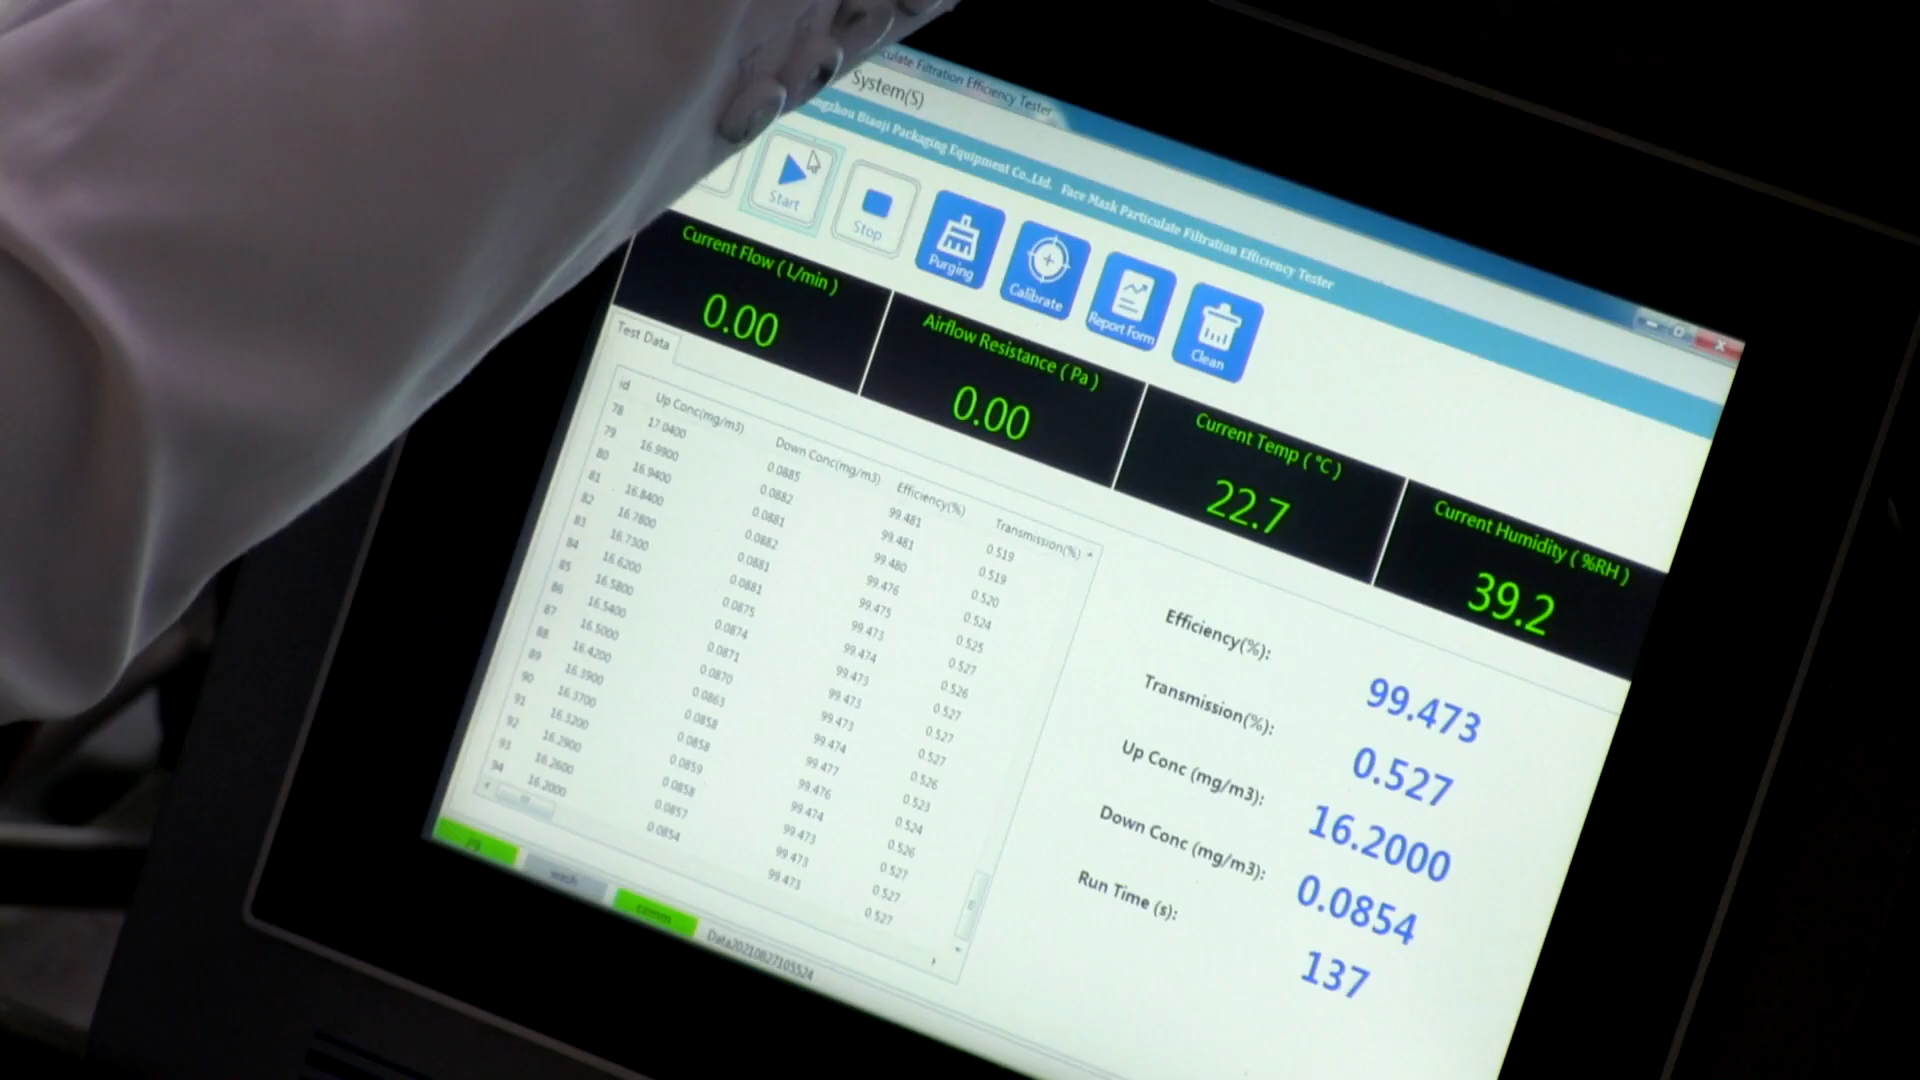 Filtration Efficiency Tester
System(S)
Biaoji Packaging Equipment Co.,Ltd. Face Mask Particulate Filtration Efficiency Tester
Start
Stop
Purging
Calibrate
Report Form
Clean
Current Flow ( L/min )
0.00
Airflow Resistance ( Pa )
0.00
Current Temp ( °C )
22.7
Current Humidity ( %RH )
39.2
Test Data
id Up Conc(mg/m3) Down Conc(mg/m3) Efficiency(%) Transmission(%)
78 17.0400 0.0885 99.481 0.519
79 16.9900 0.0882 99.481 0.519
80 16.9400 0.0881 99.480 0.520
81 16.8400 0.0882 99.476 0.524
82 16.7800 0.0881 99.475 0.525
83 16.7300 0.0881 99.473 0.527
84 16.6200 0.0875 99.474 0.526
85 16.5800 0.0874 99.473 0.527
86 16.5400 0.0871 99.473 0.527
87 16.5000 0.0870 99.473 0.527
88 16.4200 0.0863 99.474 0.526
89 16.3900 0.0858 99.477 0.523
90 16.3700 0.0858 99.476 0.524
91 16.3200 0.0859 99.474 0.526
92 16.2900 0.0858 99.473 0.527
93 16.2600 0.0857 99.473 0.527
94 16.2000 0.0854 99.473 0.527
Efficiency(%): 99.473
Transmission(%): 0.527
Up Conc (mg/m3): 16.2000
Down Conc (mg/m3): 0.0854
Run Time (s): 137
wash
comm
Data20210827105524